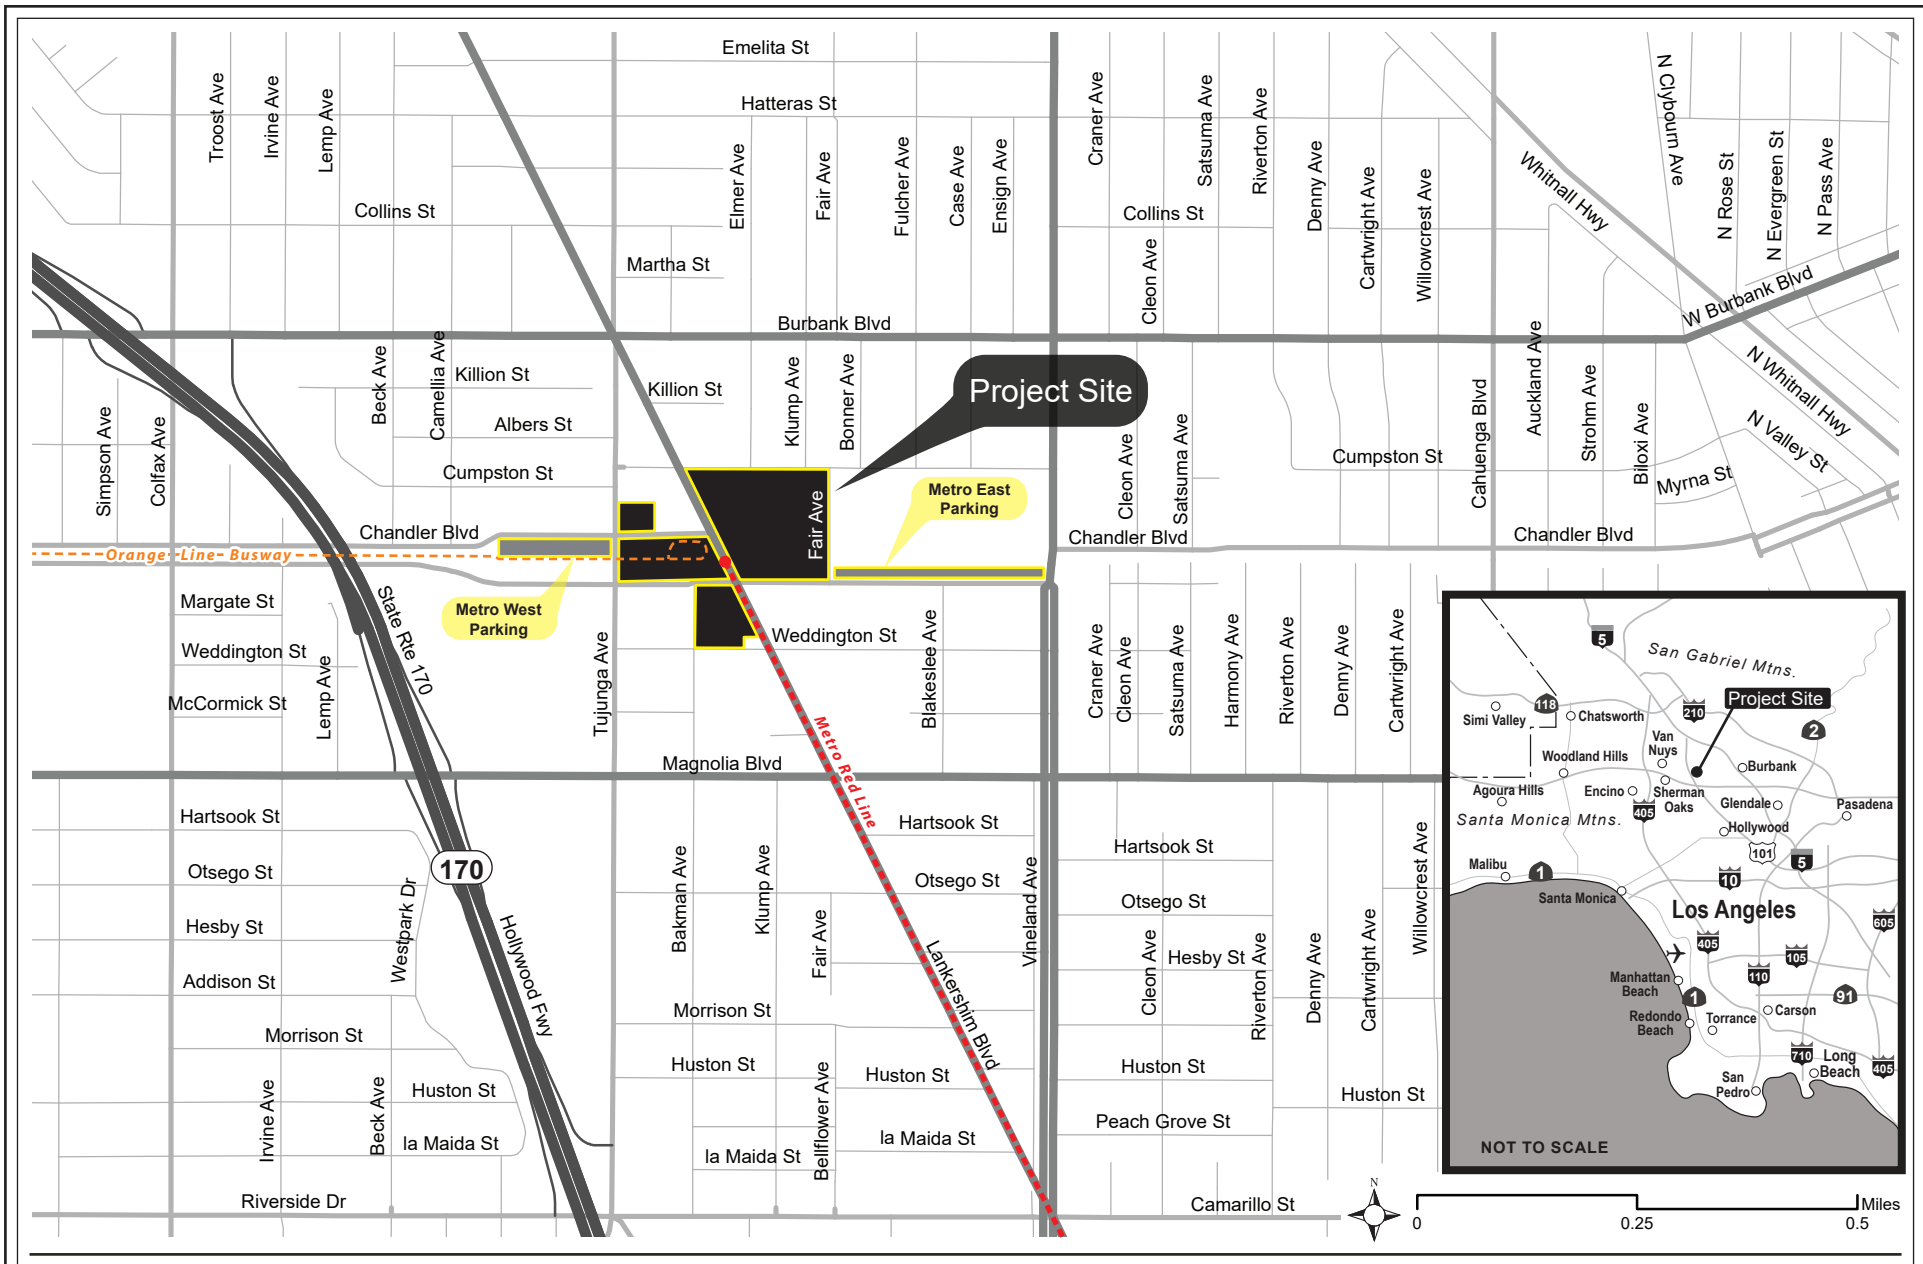 Emelita St
Hatteras St
Troost Ave
Irvine Ave
Lemp Ave
Elmer Ave
Fair Ave
Fulcher Ave
Case Ave
Ensign Ave
Craner Ave
Satsuma Ave
Riverton Ave
Denny Ave
Cartwright Ave
Willowcrest Ave
Whitnall Hwy
N Clybourn Ave
N Rose St
N Evergreen St
N Pass Ave
Collins St
Collins St
Martha St
Cleon Ave
Burbank Blvd
W Burbank Blvd
Beck Ave
Camellia Ave
Killion St
Killion St
Klump Ave
Bonner Ave
Project Site
Auckland Ave
N Whitnall Hwy
Simpson Ave
Colfax Ave
Albers St
Cumpston St
Cleon Ave
Satsuma Ave
Cumpston St
Cahuenga Blvd
Strohm Ave
Biloxi Ave
Myrna St
N Valley St
Metro East
Parking
Fair Ave
Chandler Blvd
Chandler Blvd
Chandler Blvd
Orange Line Busway
Metro West
Parking
Margate St
Weddington St
McCormick St
Lemp Ave
State Rte 170
Tujunga Ave
Weddington St
Blakeslee Ave
Craner Ave
Cleon Ave
Satsuma Ave
Harmony Ave
Riverton Ave
Denny Ave
Cartwright Ave
Metro Red Line
Magnolia Blvd
Hartsook St
Otsego St
Hesby St
Addison St
Morrison St
Westpark Dr
170
Hollywood Fwy
Bakman Ave
Klump Ave
Fair Ave
Hartsook St
Otsego St
Vineland Ave
Lankershim Blvd
Hartsook St
Otsego St
Cleon Ave
Hesby St
Riverton Ave
Denny Ave
Cartwright Ave
Willowcrest Ave
Morrison St
Huston St
Huston St
Huston St
Huston St
Huston St
Irvine Ave
Beck Ave
la Maida St
la Maida St
Bellflower Ave
la Maida St
Peach Grove St
Riverside Dr
Camarillo St
5
San Gabriel Mtns.
Project Site
118
Simi Valley
Chatsworth
210
2
Van
Nuys
Woodland Hills
Burbank
Agoura Hills
Encino
Sherman
Oaks
405
Glendale
Pasadena
Santa Monica Mtns.
Hollywood
101
5
Malibu
1
10
Santa Monica
Los Angeles
605
405
105
110
Manhattan
Beach
1
91
Redondo
Beach
Torrance
Carson
710
Long
Beach
405
San
Pedro
NOT TO SCALE
N
0
0.25
0.5
Miles